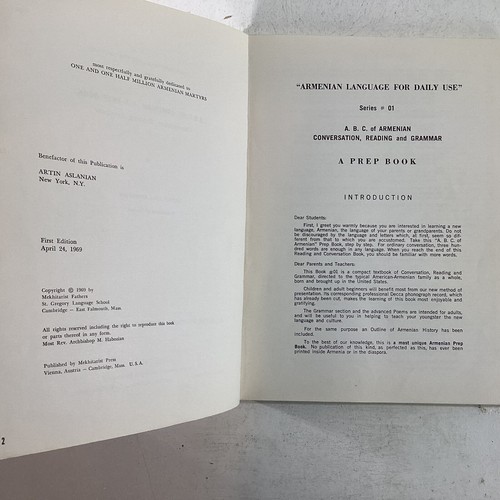 most respectfully and gratefully dedicated to
ONE AND ONE HALF MILLION ARMENIAN MARTYRS
Benefactor of this Publication is
ARTIN ASLANIAN
New York, N.Y.
First Edition
April 24, 1969
Copyright © 1969 by
Mekhitarist Fathers
St. Gregory Language School
Cambridge — East Falmouth, Mass.
All rights reserved including the right to reproduce this book
or parts thereof in any form.
Most Rev. Archbishop M. Habozian
Published by Mekhitarist Press
Vienna, Austria — Cambridge, Mass. U.S.A.
2
"ARMENIAN LANGUAGE FOR DAILY USE"
Series # 01
A. B. C. of ARMENIAN
CONVERSATION, READING and GRAMMAR
A PREP BOOK
INTRODUCTION
Dear Students:
First, I greet you warmly because you are interested in learning a new
language, Armenian, the language of your parents or grandparents. Do not
be discouraged by the language and letters which, at first, seem so dif-
ferent from that to which you are accustomed. Take this "A. B. C. of
Armenian" Prep Book, step by step. For ordinary conversation, three hun-
dred words are enough in any language. When you reach the end of this
Reading and Conversation Book, you should be familiar with more words.
Dear Parents and Teachers:
This Book #01 is a compact textbook of Conversation, Reading and
Grammar, directed to the typical American-Armenian family as a whole,
born and brought up in the United States.
Children and adult beginners will benefit most from our new method of
presentation. Its corresponding professional Decca phonograph record, which
has already been cut, makes the learning of this book most enjoyable and
gratifying.
The Grammar section and the advanced Poems are intended for adults,
and will be useful to you in helping to teach your youngster the new
language and culture.
For the same purpose an Outline of Armenian History has been
included.
To the best of our knowledge, this is a most unique Armenian Prep
Book. No publication of this kind, as perfected as this, has ever been
printed inside Armenia or in the diaspora.